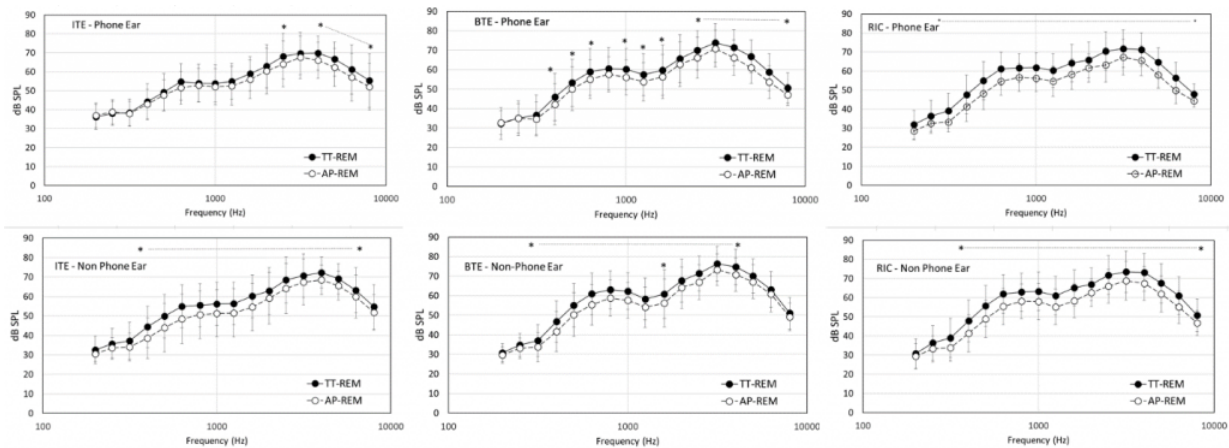 ITE - Phone Ear
90
80
70
60
50
40
30
20
10
0
dB SPL
* * *
TT-REM
AP-REM
100 1000 10000
Frequency (Hz)
BTE - Phone Ear
90
80
70
60
50
40
30
20
10
0
dB SPL
* * * * * * * *
TT-REM
AP-REM
100 1000 10000
Frequency (Hz)
RIC - Phone Ear
90
80
70
60
50
40
30
20
10
0
dB SPL
* *
TT-REM
AP-REM
100 1000 10000
Frequency (Hz)
ITE - Non Phone Ear
90
80
70
60
50
40
30
20
10
0
dB SPL
* *
TT-REM
AP-REM
100 1000 10000
Frequency (Hz)
BTE - Non-Phone Ear
90
80
70
60
50
40
30
20
10
0
dB SPL
* * *
TT-REM
AP-REM
100 1000 10000
Frequency (Hz)
RIC - Non Phone Ear
90
80
70
60
50
40
30
20
10
0
dB SPL
* *
TT-REM
AP-REM
100 1000 10000
Frequency (Hz)